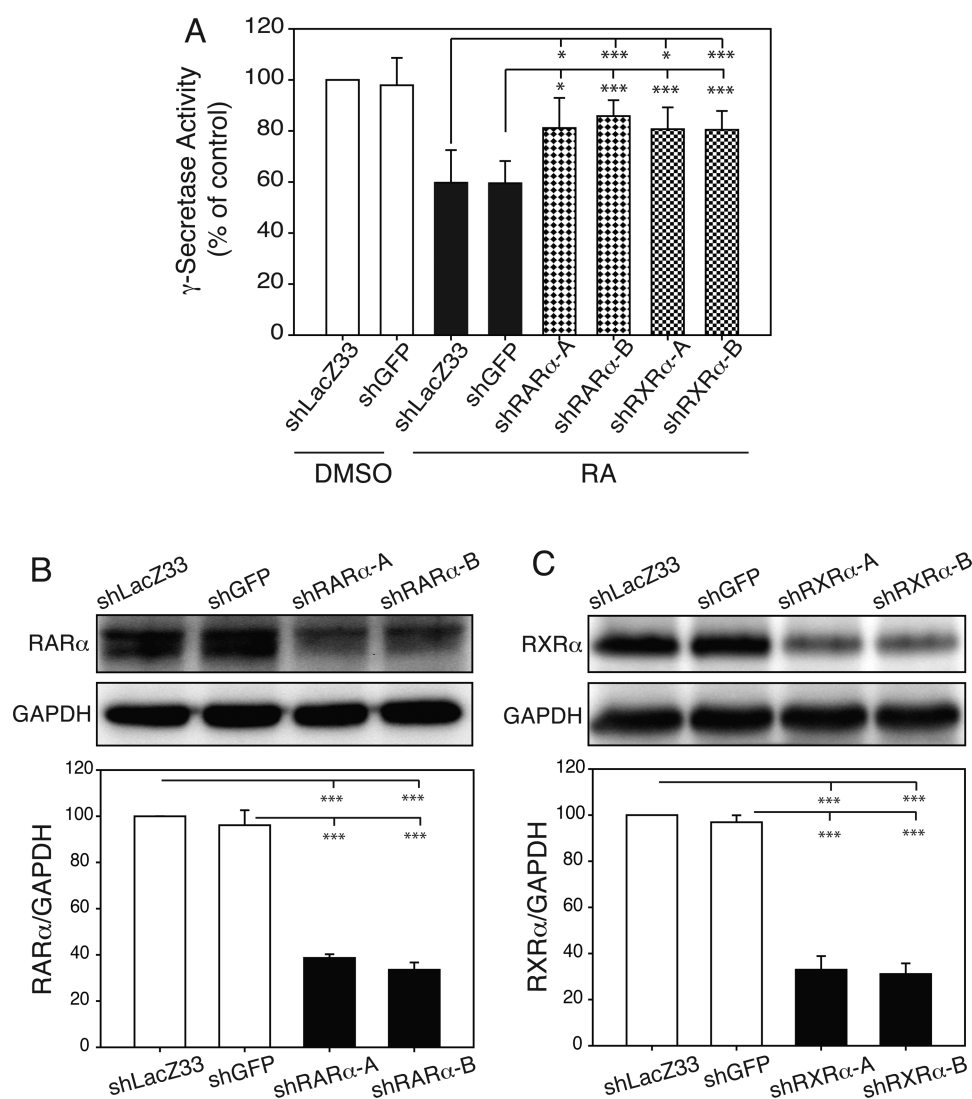 A
γ-Secretase Activity
(% of control)
120
100
80
60
40
20
0
* *** * ***
* *** *** ***
shLacZ33 shGFP shLacZ33 shGFP shRARα-A shRARα-B shRXRα-A shRXRα-B
DMSO RA
B
shLacZ33 shGFP shRARα-A shRARα-B
RARα
GAPDH
RARα/GAPDH
120
100
80
60
40
20
0
*** ***
*** ***
shLacZ33 shGFP shRARα-A shRARα-B
C
shLacZ33 shGFP shRXRα-A shRXRα-B
RXRα
GAPDH
RXRα/GAPDH
120
100
80
60
40
20
0
*** ***
*** ***
shLacZ33 shGFP shRXRα-A shRXRα-B